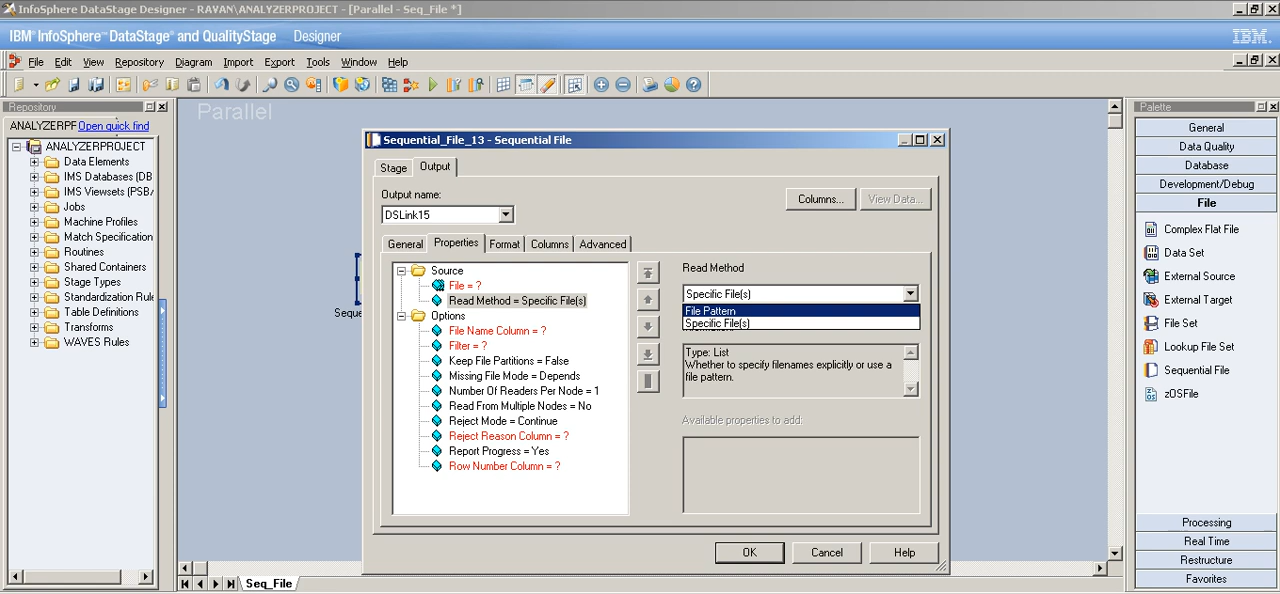 InfoSphere DataStage Designer - RAVAN\ANALYZERPROJECT - [Parallel - Seq_File *]
IBM® InfoSphere™ DataStage® and QualityStage Designer
IBM.
File Edit View Repository Diagram Import Export Tools Window Help
Repository
ANALYZERPF Open quick find
ANALYZERPROJECT
Data Elements
IMS Databases (DB
IMS Viewsets (PSB/
Jobs
Machine Profiles
Match Specification
Routines
Shared Containers
Stage Types
Standardization Rule
Table Definitions
Transforms
WAVES Rules
Parallel
Seque
Seq_File
Sequential_File_13 - Sequential File
Stage Output
Output name:
DSLink15
Columns... View Data...
General Properties Format Columns Advanced
Source
File = ?
Read Method = Specific File(s)
Options
File Name Column = ?
Filter = ?
Keep File Partitions = False
Missing File Mode = Depends
Number Of Readers Per Node = 1
Read From Multiple Nodes = No
Reject Mode = Continue
Reject Reason Column = ?
Report Progress = Yes
Row Number Column = ?
Read Method
Specific File(s)
File Pattern
Specific File(s)
Type: List
Whether to specify filenames explicitly or use a
file pattern.
Available properties to add:
OK Cancel Help
Palette
General
Data Quality
Database
Development/Debug
File
Complex Flat File
Data Set
External Source
External Target
File Set
Lookup File Set
Sequential File
zOSFile
Processing
Real Time
Restructure
Favorites